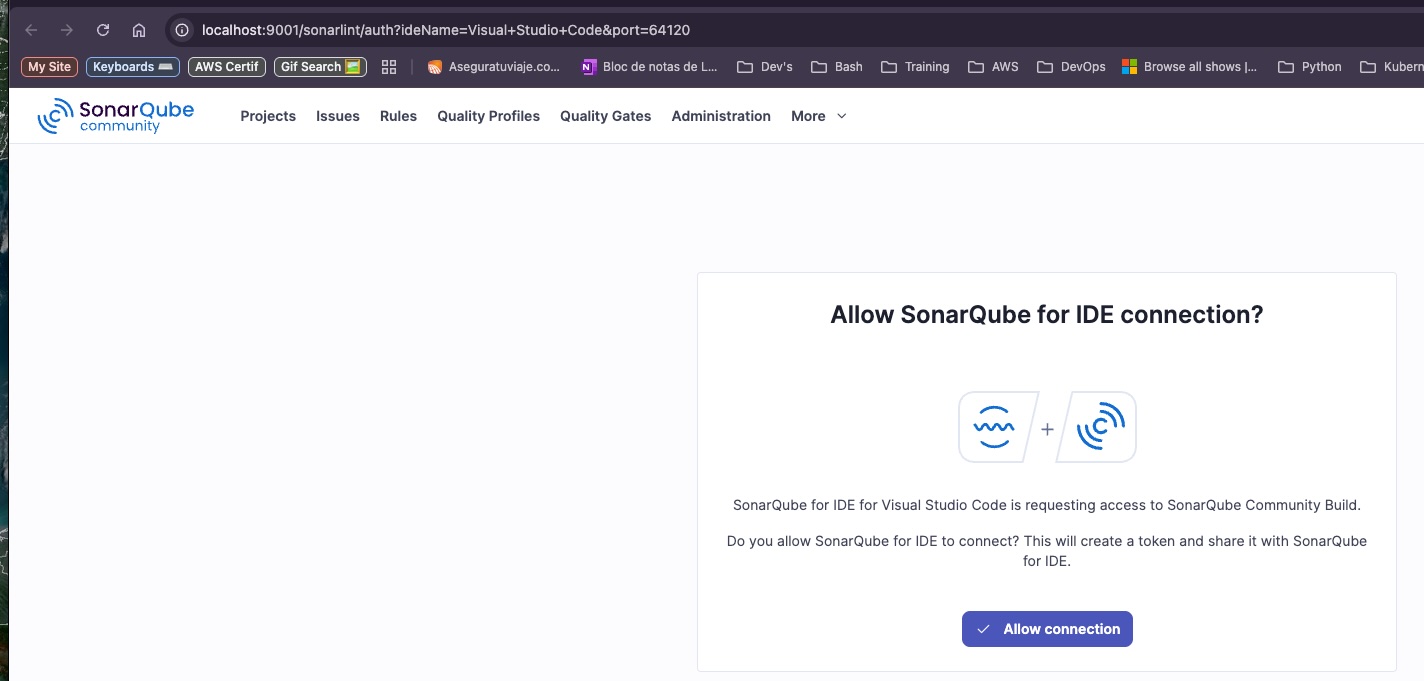 localhost:9001/sonarlint/auth?ideName=Visual+Studio+Code&port=64120
My Site Keyboards AWS Certif Gif Search Aseguratuviaje.co... Bloc de notas de L... Dev's Bash Training AWS DevOps Browse all shows |... Python Kubern
SonarQube
community
Projects Issues Rules Quality Profiles Quality Gates Administration More
Allow SonarQube for IDE connection?
SonarQube for IDE for Visual Studio Code is requesting access to SonarQube Community Build.
Do you allow SonarQube for IDE to connect? This will create a token and share it with SonarQube
for IDE.
Allow connection